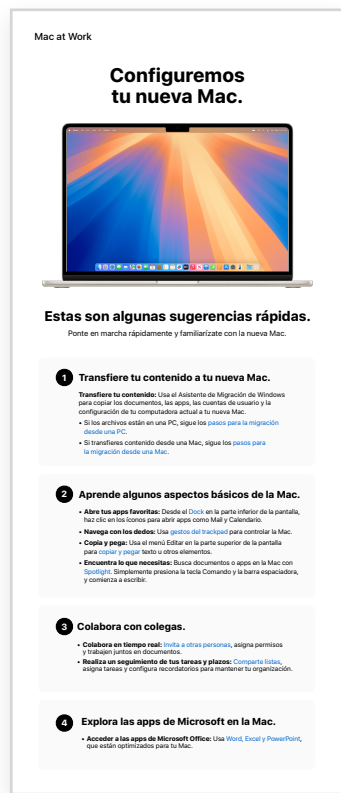 Mac at Work
Configuremos
tu nueva Mac.
Estas son algunas sugerencias rápidas.
Ponte en marcha rápidamente y familiarízate con la nueva Mac.
1 Transfiere tu contenido a tu nueva Mac.
Transfiere tu contenido: Usa el Asistente de Migración de Windows
para copiar los documentos, las apps, las cuentas de usuario y la
configuración de tu computadora actual a tu nueva Mac.
• Si los archivos están en una PC, sigue los pasos para la migración
desde una PC.
• Si transfieres contenido desde una Mac, sigue los pasos para
la migración desde una Mac.
2 Aprende algunos aspectos básicos de la Mac.
• Abre tus apps favoritas: Desde el Dock en la parte inferior de la pantalla,
haz clic en los íconos para abrir apps como Mail y Calendario.
• Navega con los dedos: Usa gestos del trackpad para controlar la Mac.
• Copia y pega: Usa el menú Editar en la parte superior de la pantalla
para copiar y pegar texto u otros elementos.
• Encuentra lo que necesitas: Busca documentos o apps en la Mac con
Spotlight. Simplemente presiona la tecla Comando y la barra espaciadora,
y comienza a escribir.
3 Colabora con colegas.
• Colabora en tiempo real: Invita a otras personas, asigna permisos
y trabajen juntos en documentos.
• Realiza un seguimiento de tus tareas y plazos: Comparte listas,
asigna tareas y configura recordatorios para mantener tu organización.
4 Explora las apps de Microsoft en la Mac.
• Acceder a las apps de Microsoft Office: Usa Word, Excel y PowerPoint,
que están optimizados para tu Mac.